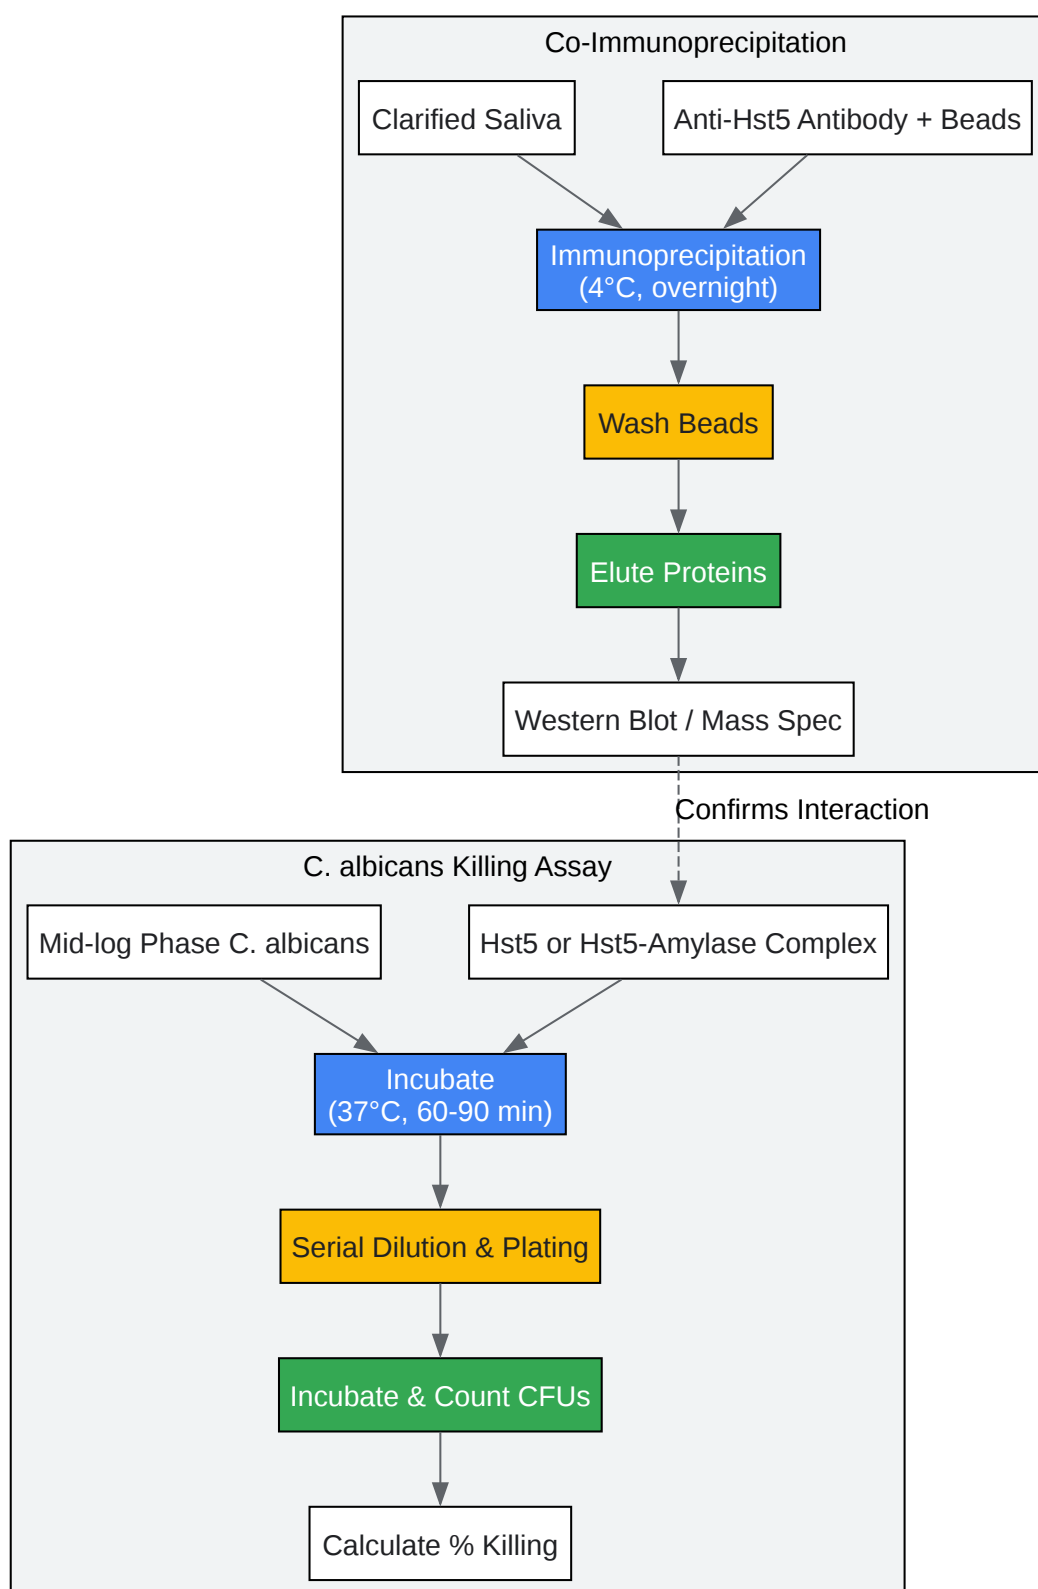 Co-Immunoprecipitation
Clarified Saliva
Anti-Hst5 Antibody + Beads
Immunoprecipitation
(4°C, overnight)
Wash Beads
Elute Proteins
Western Blot / Mass Spec
Confirms Interaction
C. albicans Killing Assay
Mid-log Phase C. albicans
Hst5 or Hst5-Amylase Complex
Incubate
(37°C, 60-90 min)
Serial Dilution & Plating
Incubate & Count CFUs
Calculate % Killing